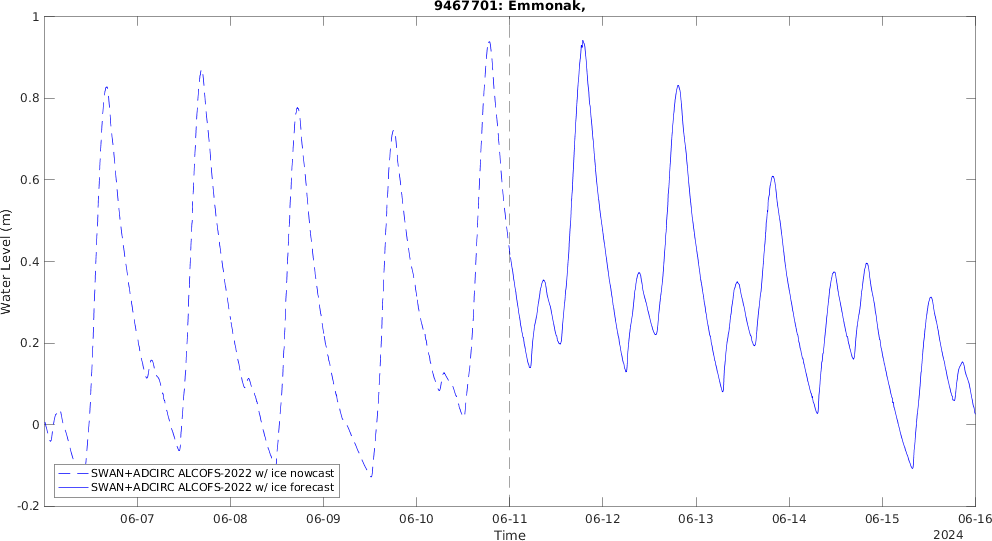 9467701: Emmonak,
1
0.8
0.6
0.4
0.2
0
-0.2
Water Level (m)
SWAN+ADCIRC ALCOFS-2022 w/ ice nowcast
SWAN+ADCIRC ALCOFS-2022 w/ ice forecast
06-07 06-08 06-09 06-10 06-11 06-12 06-13 06-14 06-15 06-16
Time
2024